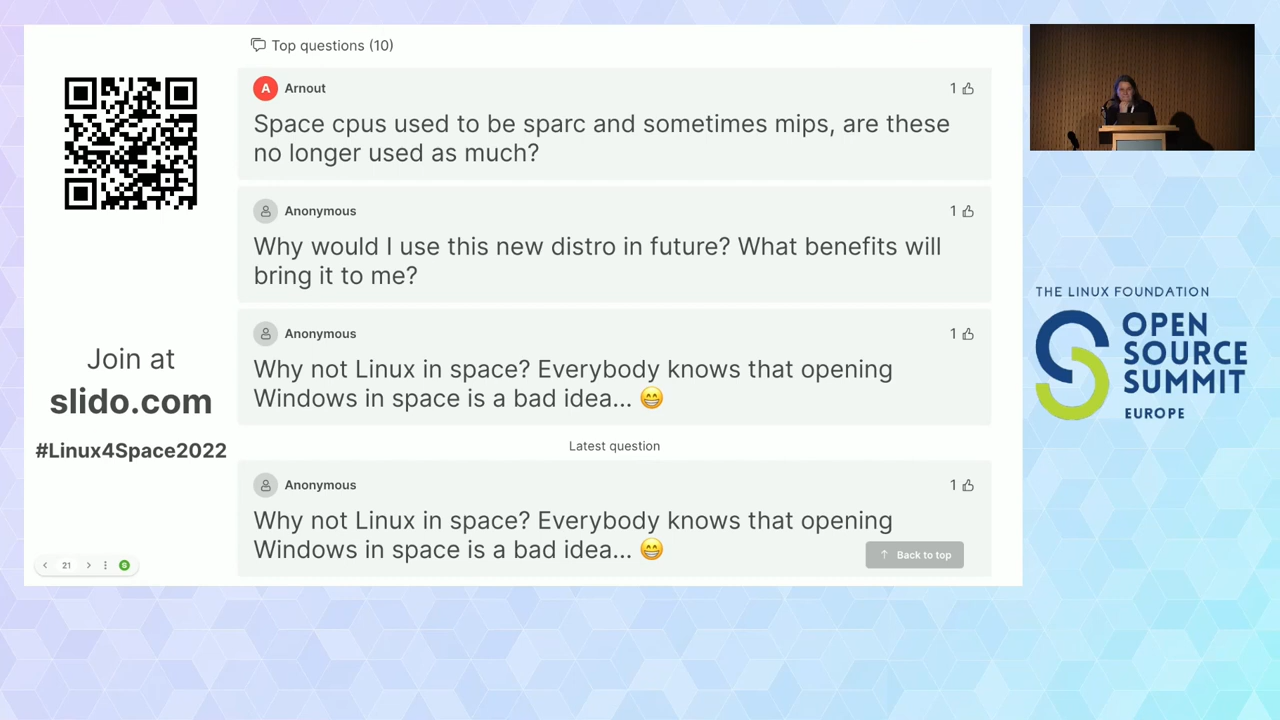 Top questions (10)
A Arnout 1
Space cpus used to be sparc and sometimes mips, are these
no longer used as much?
Anonymous 1
Why would I use this new distro in future? What benefits will
bring it to me?
Anonymous 1
Why not Linux in space? Everybody knows that opening
Windows in space is a bad idea... 😁
Latest question
Anonymous 1
Why not Linux in space? Everybody knows that opening
Windows in space is a bad idea... 😁
Back to top
Join at
slido.com
#Linux4Space2022
21
S
THE LINUX FOUNDATION
OPEN
SOURCE
SUMMIT
EUROPE